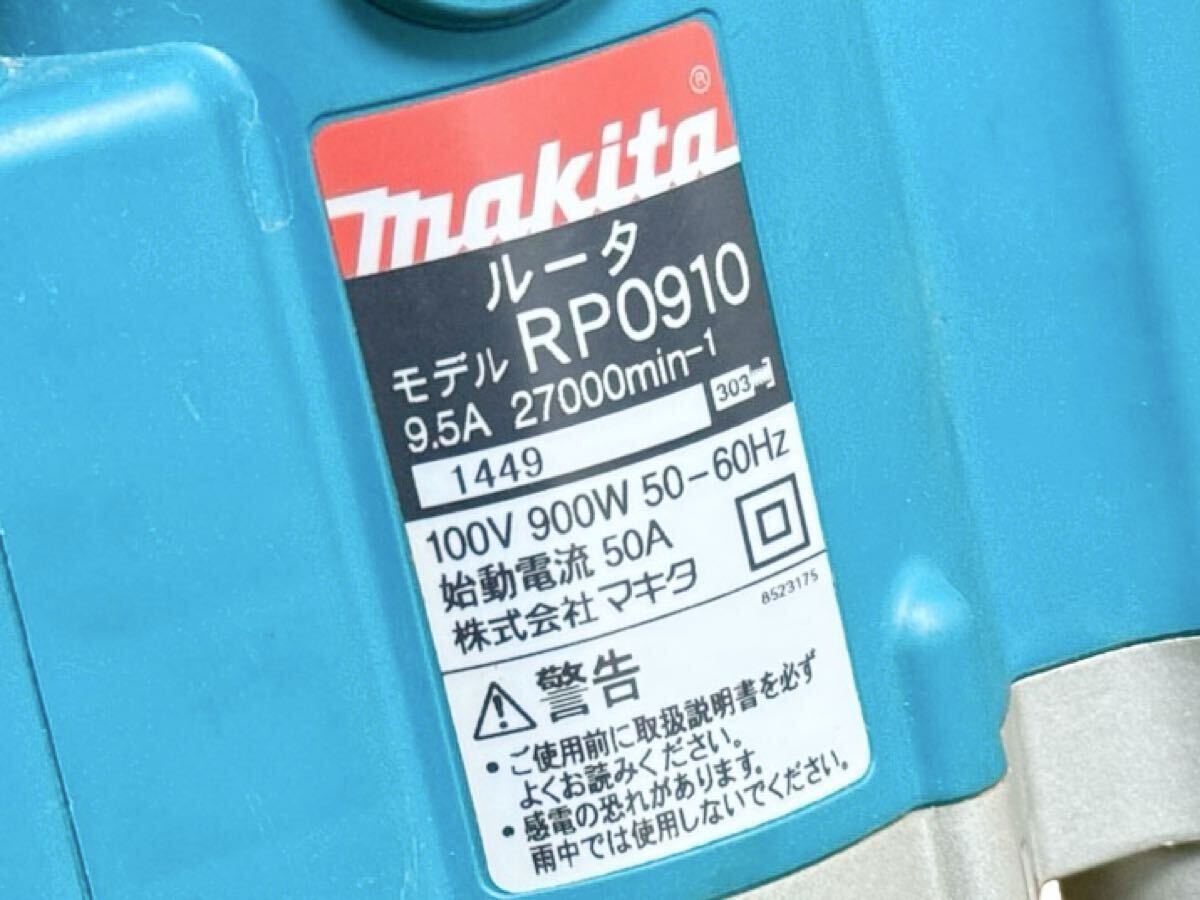 makita®
ルータ
モデル RP0910
9.5A 27000min-1
303
1449
100V 900W 50-60Hz
始動電流 50A
株式会社 マキタ
8523175
警告
・ご使用前に取扱説明書を必ず
よくお読みください。
・感電の恐れがあります。
雨中では使用しないでください。